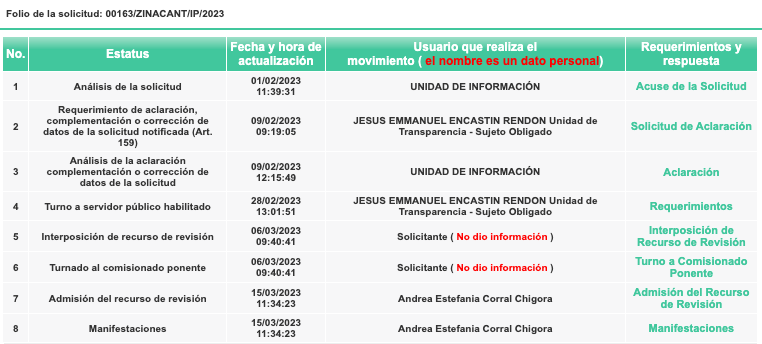 Folio de la solicitud: 00163/ZINACANT/IP/2023
No.
Estatus
Fecha y hora de
actualización
Usuario que realiza el
movimiento ( el nombre es un dato personal)
Requerimientos y
respuesta
1
Análisis de la solicitud
01/02/2023
11:39:31
UNIDAD DE INFORMACIÓN
Acuse de la Solicitud
2
Requerimiento de aclaración,
complementación o corrección de
datos de la solicitud notificada (Art.
159)
09/02/2023
09:19:05
JESUS EMMANUEL ENCASTIN RENDON Unidad de
Transparencia - Sujeto Obligado
Solicitud de Aclaración
3
Análisis de la aclaración
complementación o corrección de
datos de la solicitud
09/02/2023
12:15:49
UNIDAD DE INFORMACIÓN
Aclaración
4
Turno a servidor público habilitado
28/02/2023
13:01:51
JESUS EMMANUEL ENCASTIN RENDON Unidad de
Transparencia - Sujeto Obligado
Requerimientos
5
Interposición de recurso de revisión
06/03/2023
09:40:41
Solicitante ( No dio información )
Interposición de
Recurso de Revisión
6
Turnado al comisionado ponente
06/03/2023
09:40:41
Solicitante ( No dio información )
Turno a Comisionado
Ponente
7
Admisión del recurso de revisión
15/03/2023
11:34:23
Andrea Estefania Corral Chigora
Admisión del Recurso
de Revisión
8
Manifestaciones
15/03/2023
11:34:23
Andrea Estefania Corral Chigora
Manifestaciones